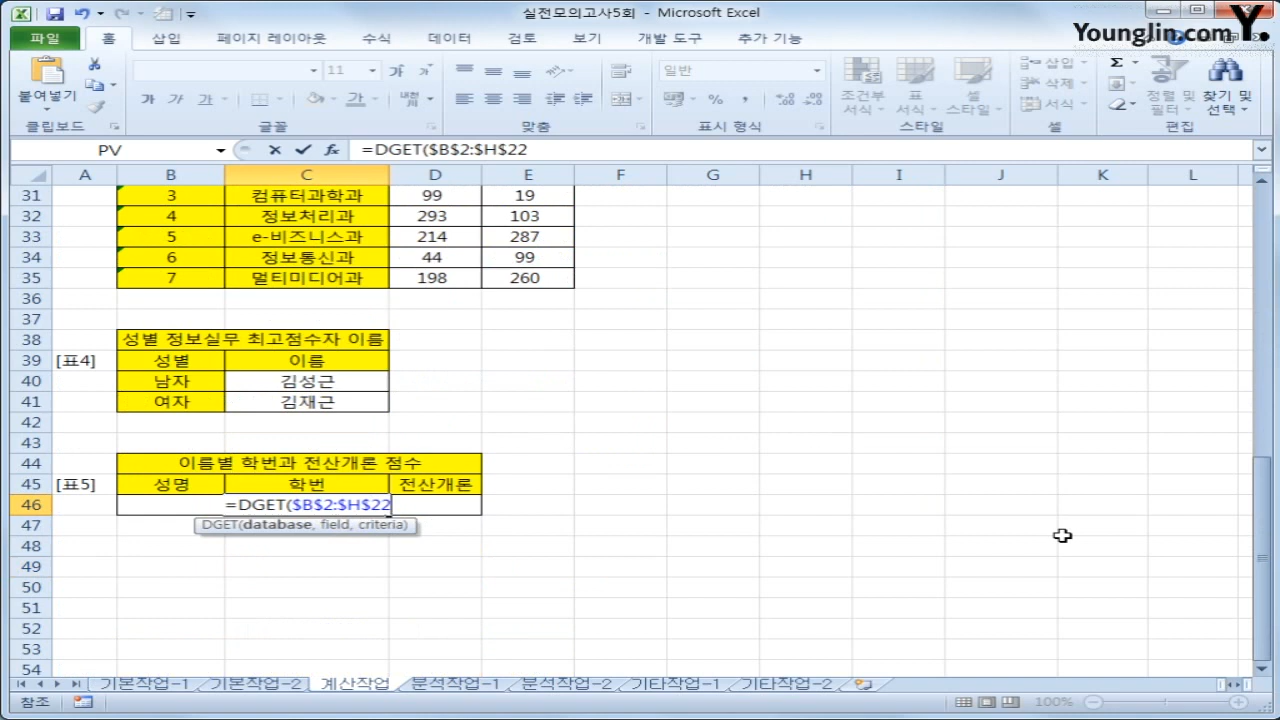 실전모의고사5회 - Microsoft Excel
Younglin.com Y.
파일 홈 삽입 페이지 레이아웃 수식 데이터 검토 보기 개발 도구 추가 기능
붙여넣기
11 가 가
가 가 가
일반
% ,
조건부 서식 표 서식 셀 스타일
삽입
삭제
서식
Σ
정렬 및 필터 찾기 및 선택
클립보드 글꼴 맞춤 표시 형식 스타일 셀 편집
PV fx =DGET($B$2:$H$22
A B C D E F G H I J K L
31 3 컴퓨터과학과 99 19
32 4 정보처리과 293 103
33 5 e-비즈니스과 214 287
34 6 정보통신과 44 99
35 7 멀티미디어과 198 260
36
37
38 성별 정보실무 최고점수자 이름
39 [표4] 성별 이름
40 남자 김성근
41 여자 김재근
42
43
44 이름별 학번과 전산개론 점수
45 [표5] 성명 학번 전산개론
46 =DGET($B$2:$H$22
47 DGET(database, field, criteria)
48
49
50
51
52
53
54
기본작업-1 기본작업-2 계산작업 분석작업-1 분석작업-2 기타작업-1 기타작업-2
참조 100%